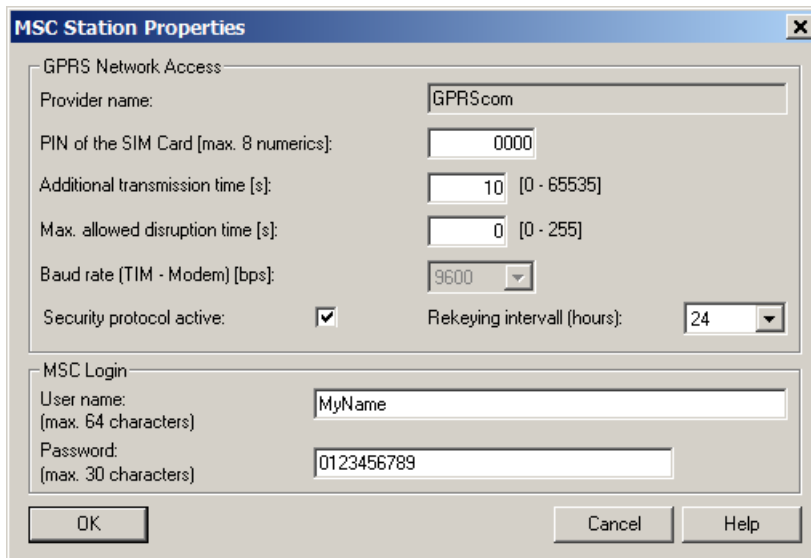 MSC Station Properties
GPRS Network Access
Provider name: GPRScom
PIN of the SIM Card [max. 8 numerics]: 0000
Additional transmission time [s]: 10 [0 - 65535]
Max. allowed disruption time [s]: 0 [0 - 255]
Baud rate (TIM - Modem) [bps]: 9600
Security protocol active: Rekeying intervall (hours): 24
MSC Login
User name: MyName
(max. 64 characters)
Password: 0123456789
(max. 30 characters)
OK Cancel Help